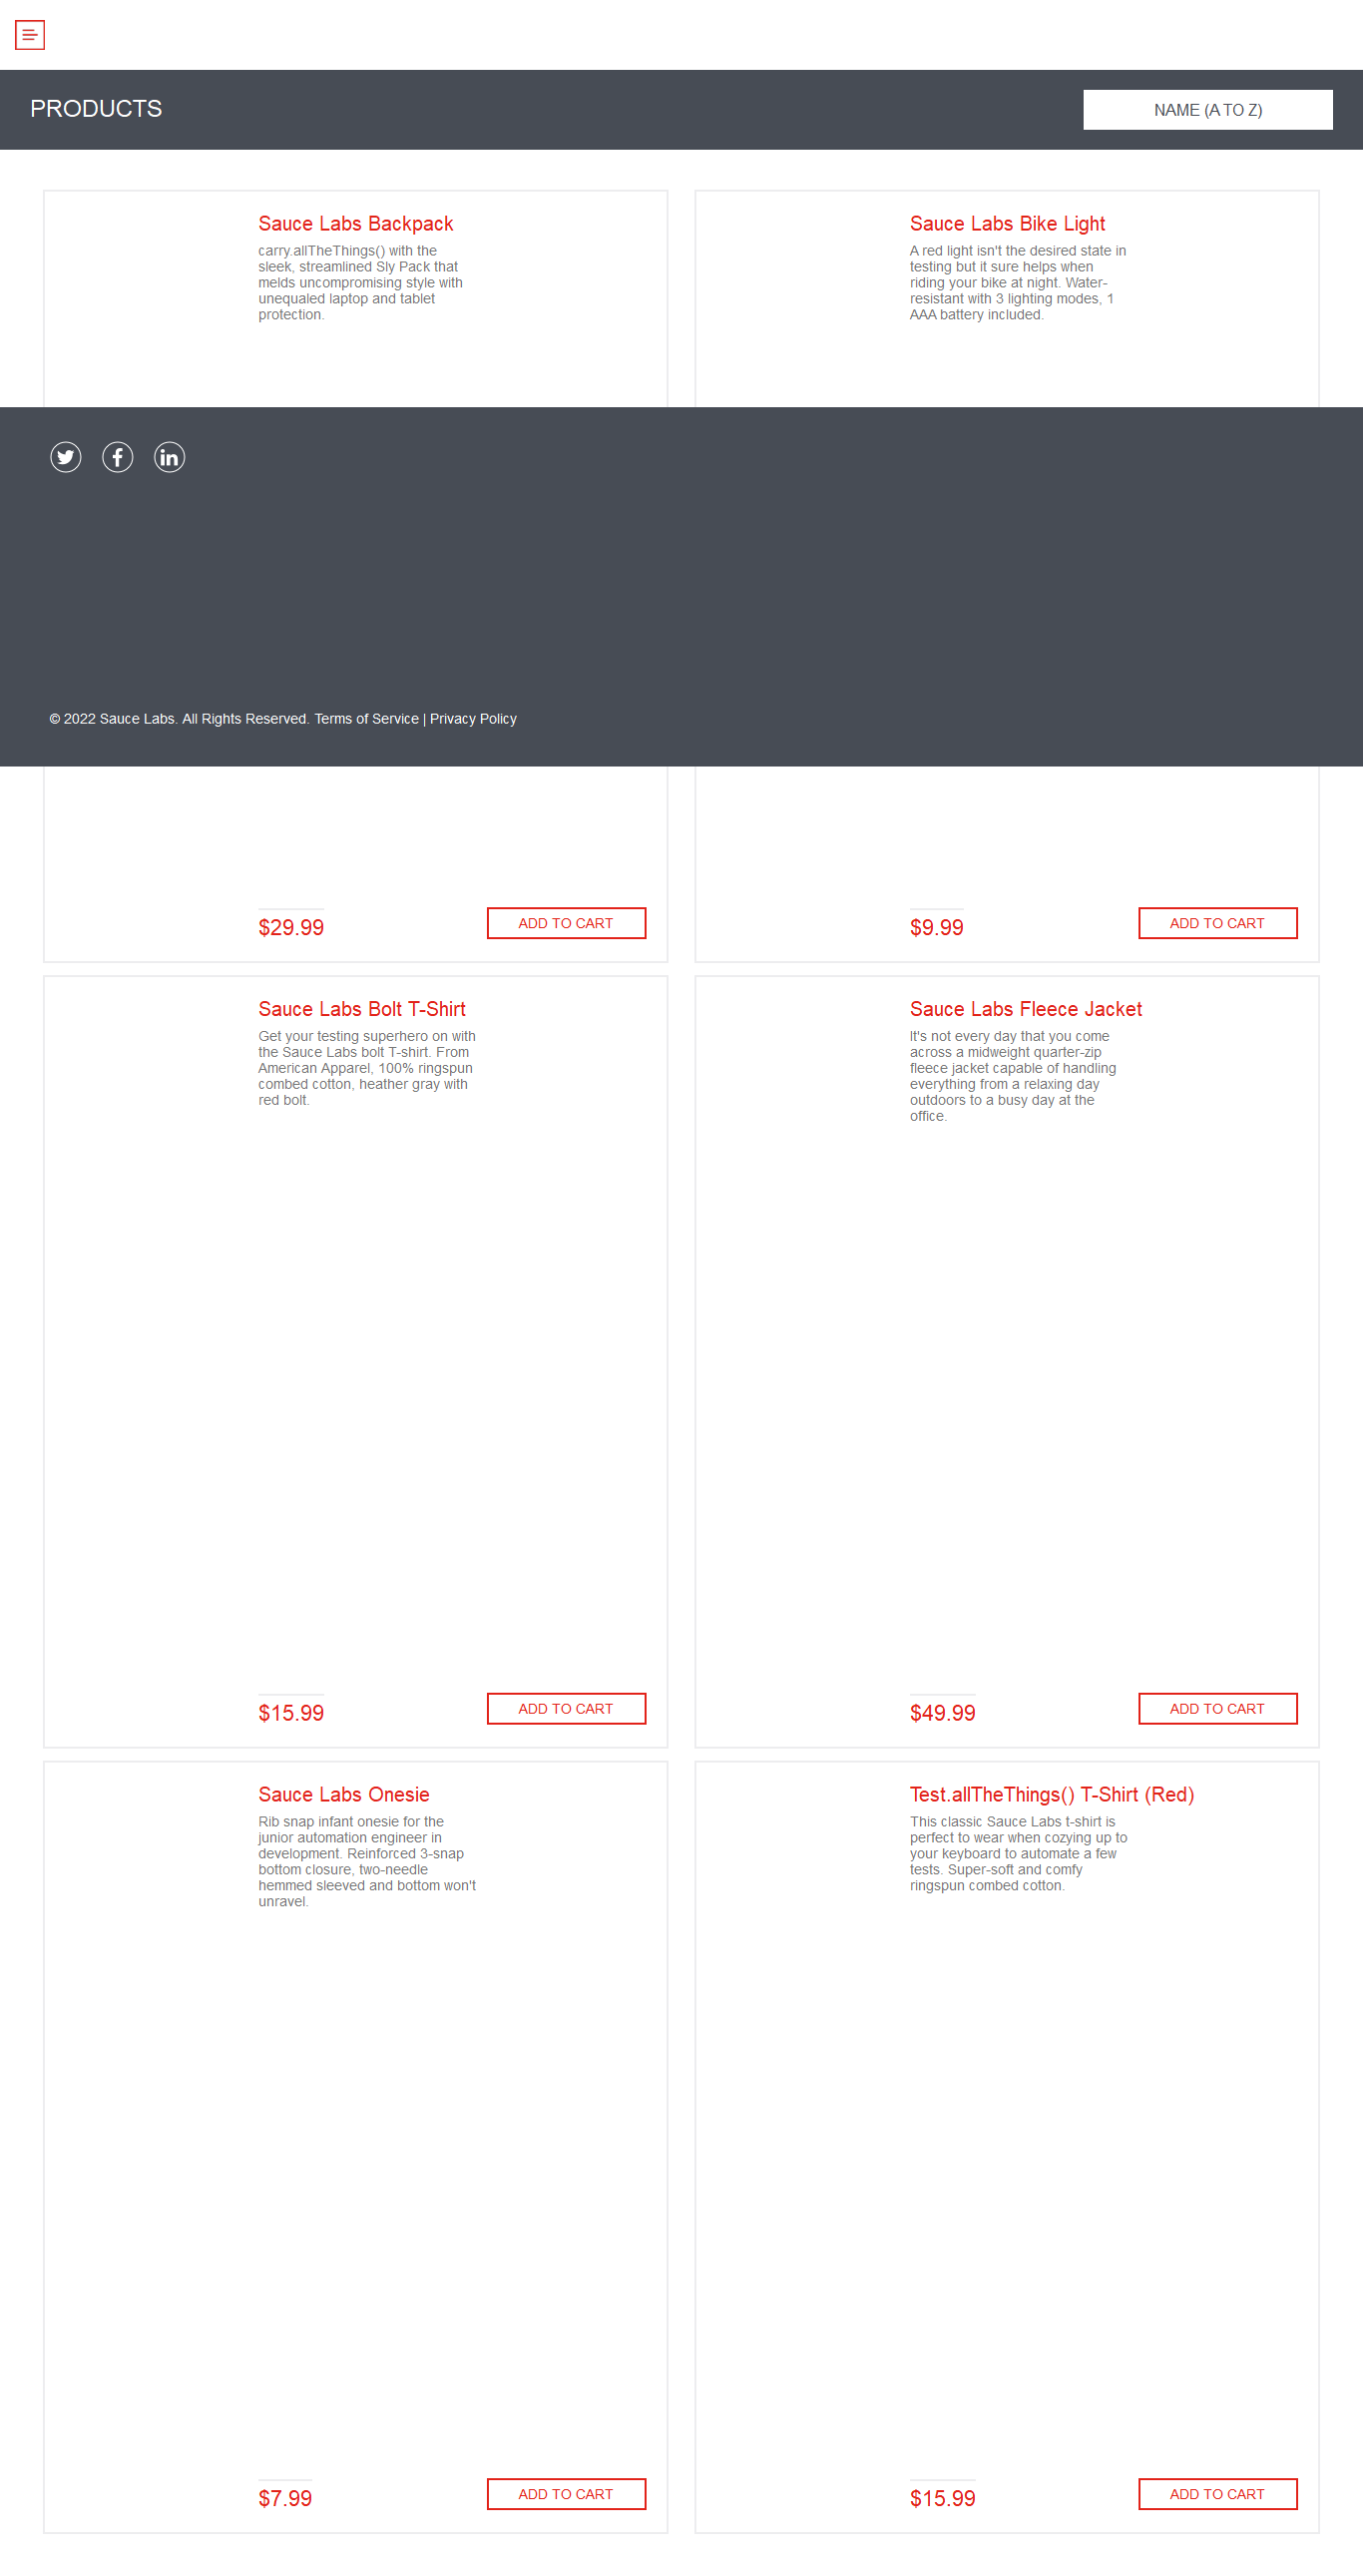 PRODUCTS
NAME (A TO Z)
Sauce Labs Backpack
carry.allTheThings() with the
sleek, streamlined Sly Pack that
melds uncompromising style with
unequaled laptop and tablet
protection.
Sauce Labs Bike Light
A red light isn't the desired state in
testing but it sure helps when
riding your bike at night. Water-
resistant with 3 lighting modes, 1
AAA battery included.
© 2022 Sauce Labs. All Rights Reserved. Terms of Service | Privacy Policy
$29.99
ADD TO CART
$9.99
ADD TO CART
Sauce Labs Bolt T-Shirt
Get your testing superhero on with
the Sauce Labs bolt T-shirt. From
American Apparel, 100% ringspun
combed cotton, heather gray with
red bolt.
Sauce Labs Fleece Jacket
It's not every day that you come
across a midweight quarter-zip
fleece jacket capable of handling
everything from a relaxing day
outdoors to a busy day at the
office.
$15.99
ADD TO CART
$49.99
ADD TO CART
Sauce Labs Onesie
Rib snap infant onesie for the
junior automation engineer in
development. Reinforced 3-snap
bottom closure, two-needle
hemmed sleeved and bottom won't
unravel.
Test.allTheThings() T-Shirt (Red)
This classic Sauce Labs t-shirt is
perfect to wear when cozying up to
your keyboard to automate a few
tests. Super-soft and comfy
ringspun combed cotton.
$7.99
ADD TO CART
$15.99
ADD TO CART